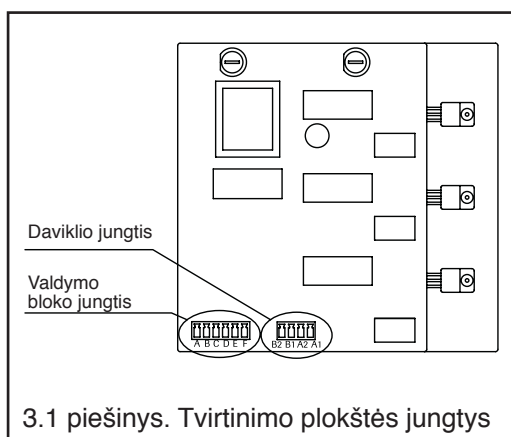 Daviklio jungtis
Valdymo
bloko jungtis
A B C D E F
B2 B1 A2 A1
3.1 piešinys. Tvirtinimo plokštės jungtys